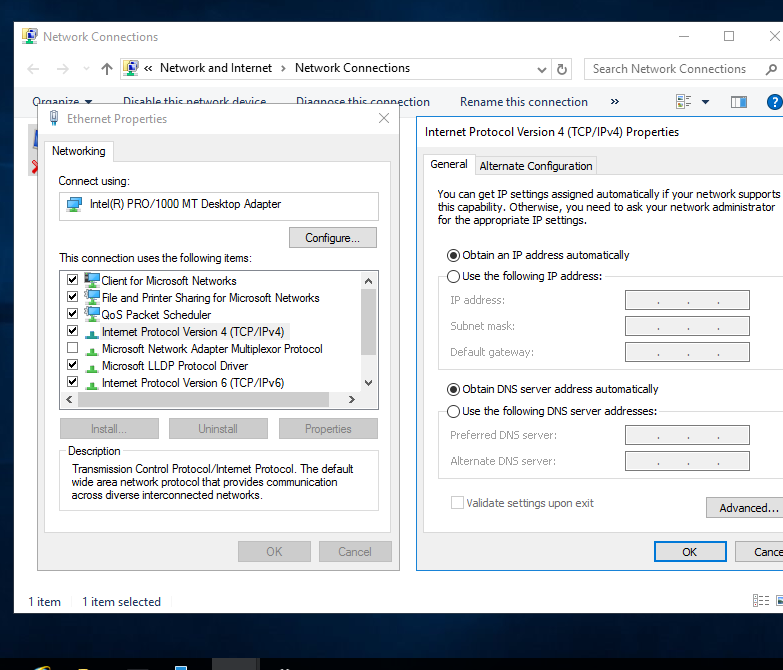 Network Connections
« Network and Internet > Network Connections
Search Network Connections
Organize Disable this network device Diagnose this connection Rename this connection »
Ethernet Properties
Networking
Connect using:
Intel(R) PRO/1000 MT Desktop Adapter
Configure...
This connection uses the following items:
Client for Microsoft Networks
File and Printer Sharing for Microsoft Networks
QoS Packet Scheduler
Internet Protocol Version 4 (TCP/IPv4)
Microsoft Network Adapter Multiplexor Protocol
Microsoft LLDP Protocol Driver
Internet Protocol Version 6 (TCP/IPv6)
Install... Uninstall Properties
Description
Transmission Control Protocol/Internet Protocol. The default
wide area network protocol that provides communication
across diverse interconnected networks.
OK Cancel
Internet Protocol Version 4 (TCP/IPv4) Properties
General Alternate Configuration
You can get IP settings assigned automatically if your network supports
this capability. Otherwise, you need to ask your network administrator
for the appropriate IP settings.
Obtain an IP address automatically
Use the following IP address:
IP address:
Subnet mask:
Default gateway:
Obtain DNS server address automatically
Use the following DNS server addresses:
Preferred DNS server:
Alternate DNS server:
Validate settings upon exit
Advanced...
OK Cance
1 item 1 item selected